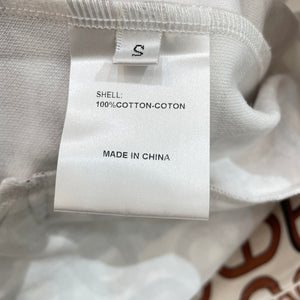 S
SHELL:
100%COTTON-COTON
MADE IN CHINA